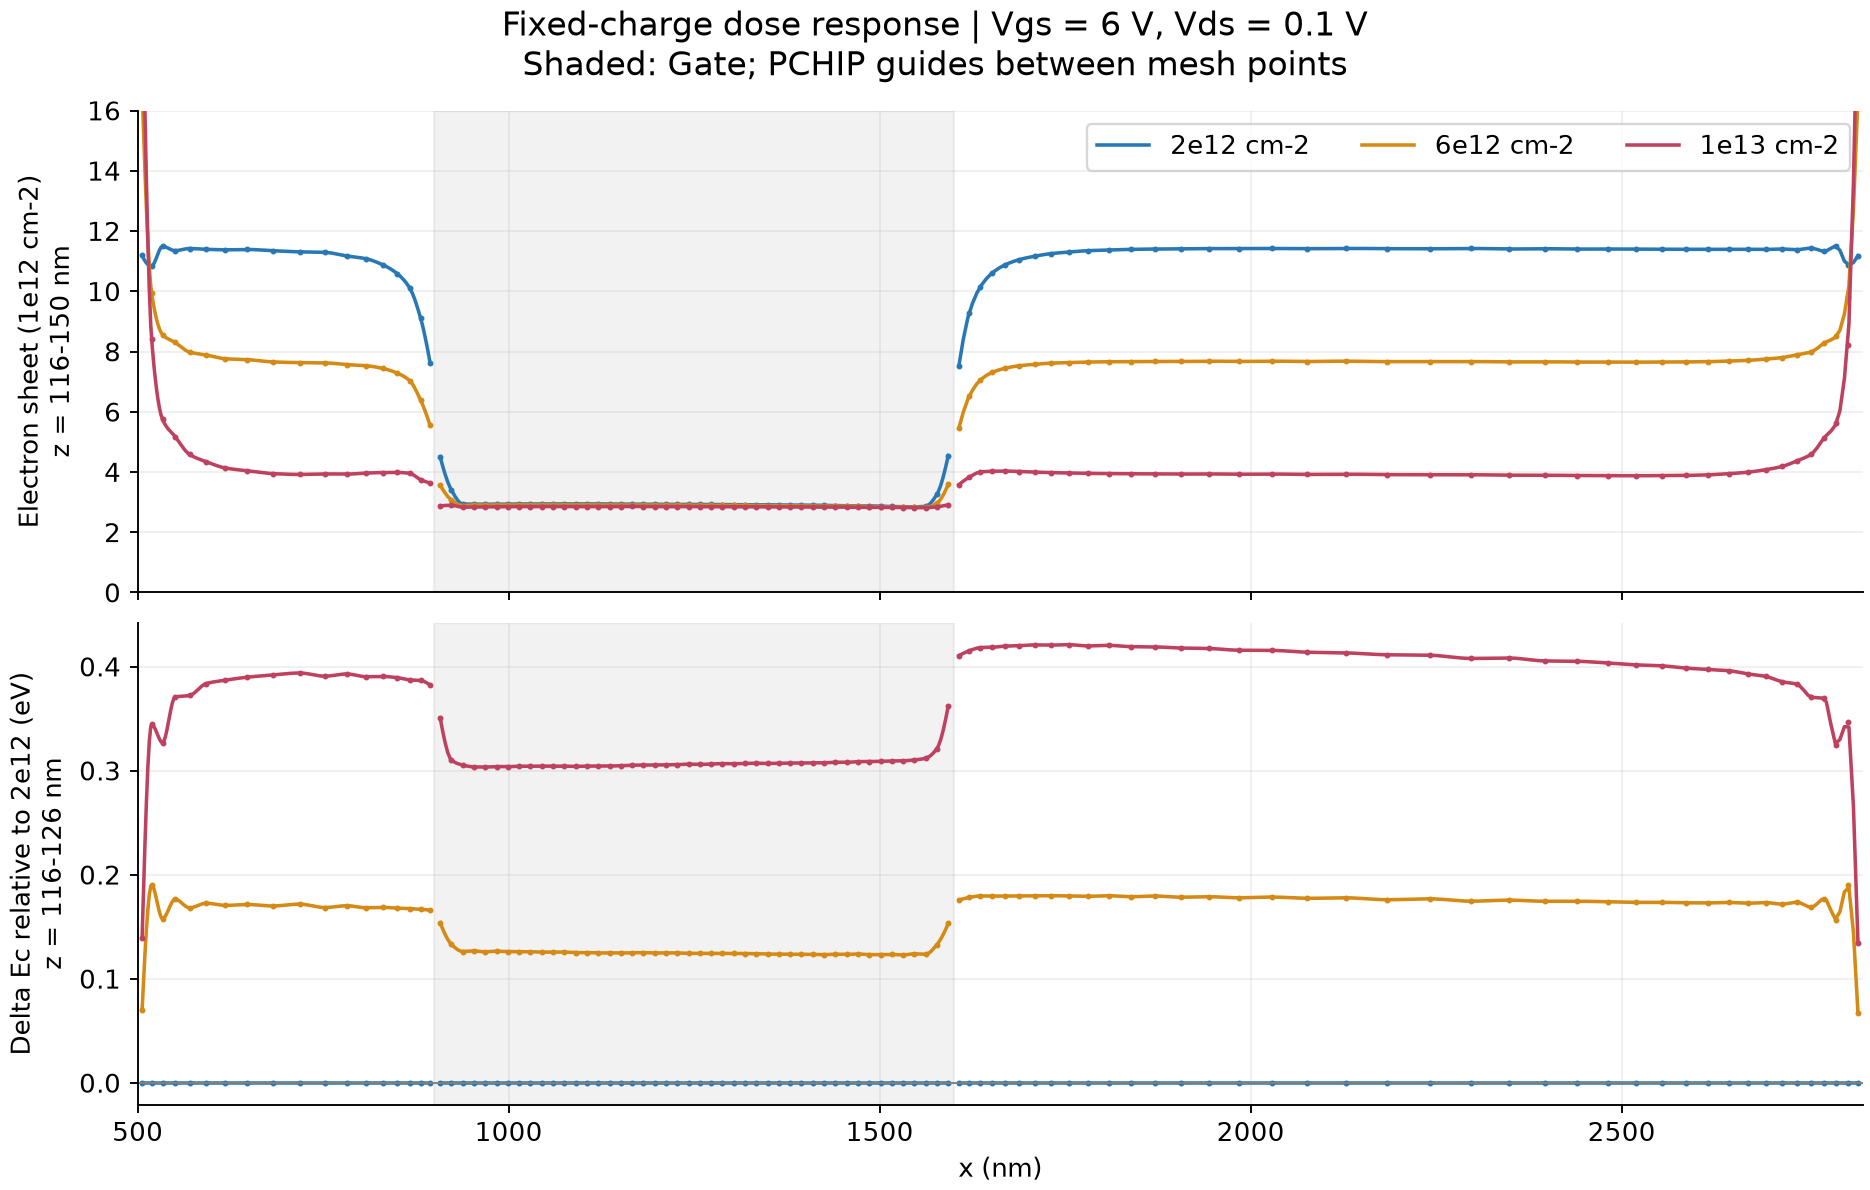 Fixed-charge dose response | Vgs = 6 V, Vds = 0.1 V
Shaded: Gate; PCHIP guides between mesh points
Electron sheet (1e12 cm-2)
z = 116-150 nm
16
14
12
10
8
6
4
2
0
2e12 cm-2
6e12 cm-2
1e13 cm-2
Delta Ec relative to 2e12 (eV)
z = 116-126 nm
0.4
0.3
0.2
0.1
0.0
500
1000
1500
2000
2500
x (nm)